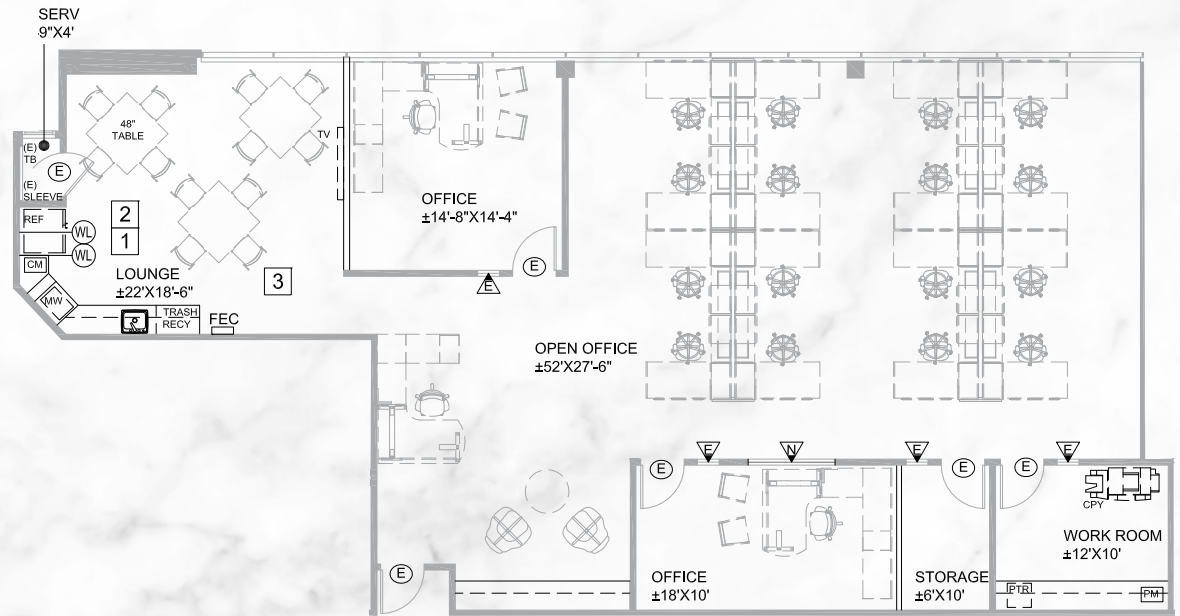 SERV
9"X4'
48"
TABLE
TV
(E)
TB
E
(E)
SLEEVE
REF
WL
WL
CM
MW
2
1
LOUNGE
±22'X18'-6"
3
TRASH
RECY
FEC
OFFICE
±14'-8"X14'-4"
E
E
OPEN OFFICE
±52'X27'-6"
E
E
N
E
E
E
E
CPY
WORK ROOM
±12'X10'
E
OFFICE
±18'X10'
STORAGE
±6'X10'
PTR
PM